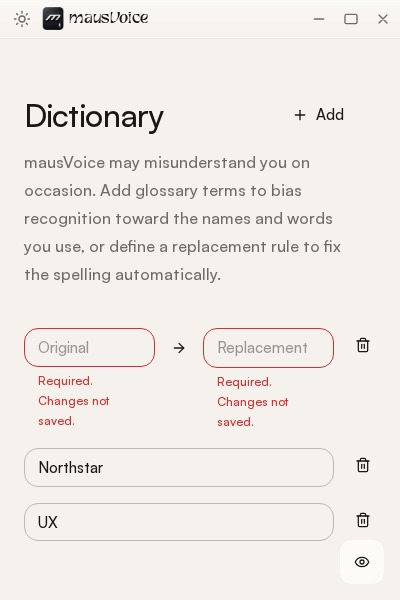 mausVoice
Dictionary
Add
mausVoice may misunderstand you on
occasion. Add glossary terms to bias
recognition toward the names and words
you use, or define a replacement rule to fix
the spelling automatically.
Original
Replacement
Required.
Changes not
saved.
Required.
Changes not
saved.
Northstar
UX